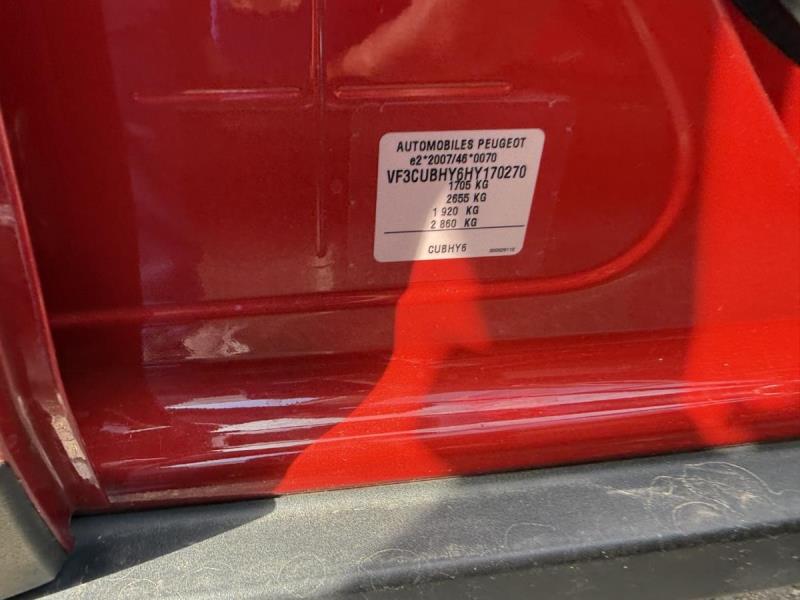 AUTOMOBILES PEUGEOT
e2*2007/46*0070
VF3CUBHY6HY170270
1705 KG
2655 KG
1 920 KG
2 860 KG
CUBHY6